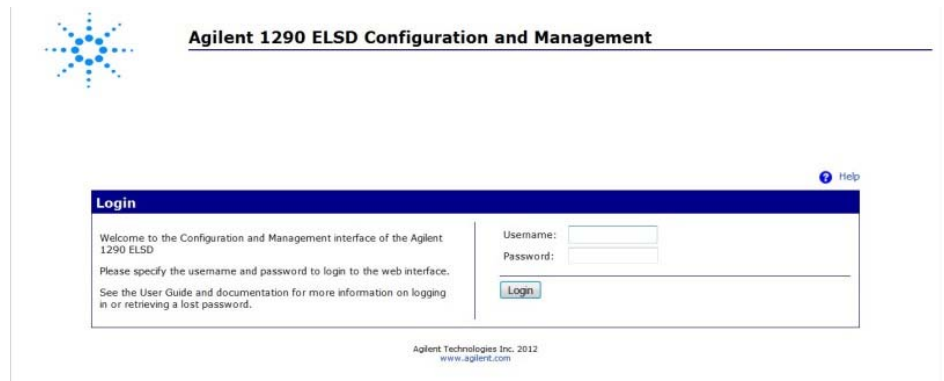 Agilent 1290 ELSD Configuration and Management
Help
Login
Welcome to the Configuration and Management interface of the Agilent
1290 ELSD
Please specify the username and password to login to the web interface.
See the User Guide and documentation for more information on logging
in or retrieving a lost password.
Username:
Password:
Login
Agilent Technologies Inc. 2012
www.agilent.com